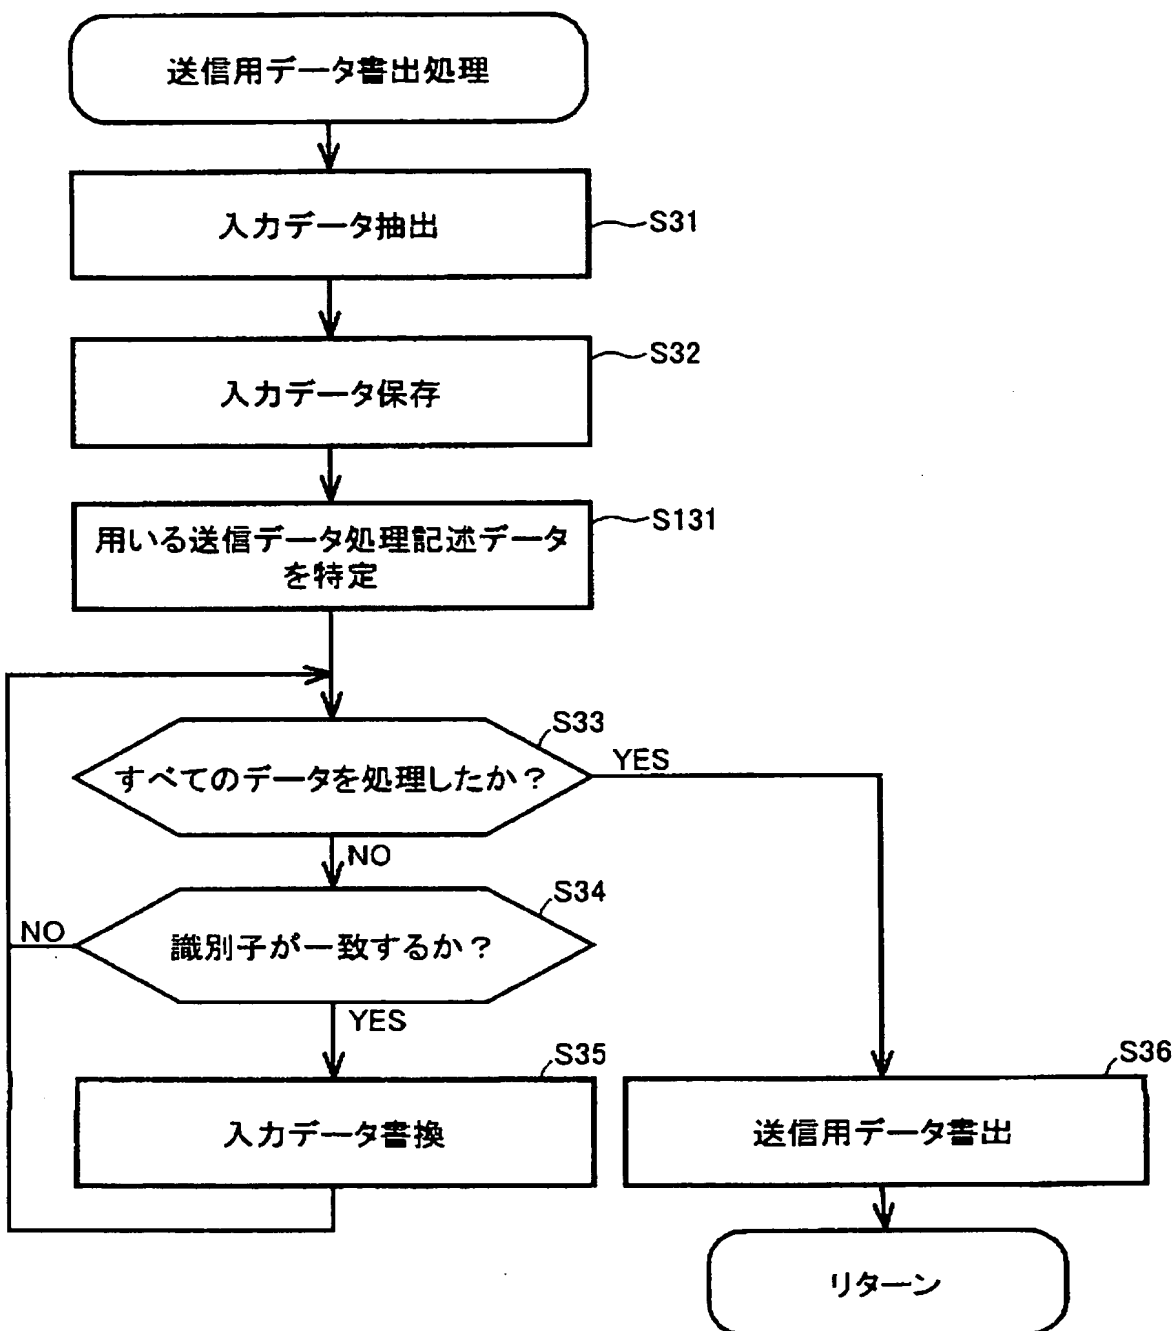 送信用データ書出処理
入力データ抽出
S31
入力データ保存
S32
用いる送信データ処理記述データ
を特定
S131
すべてのデータを処理したか？
S33
YES
NO
識別子が一致するか？
S34
NO
YES
入力データ書換
S35
送信用データ書出
S36
リターン